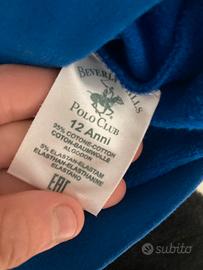 BEVERLY HILLS
POLO CLUB
12 Anni
95% COTONE-COTTON
COTON-BAUMWOLLE
ALGODON
5% ELASTAN-ELASTAM
ELASTHAN-ELASTHANNE
ELASTANO
EAC
subito